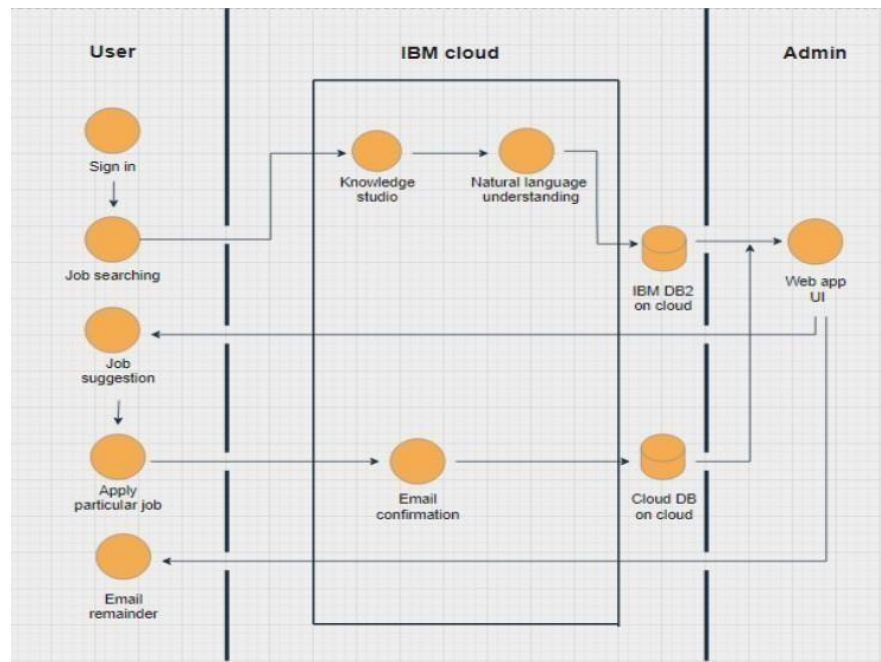 User
IBM cloud
Admin
Sign in
Knowledge
studio
Natural language
understanding
Job searching
IBM DB2
on cloud
Web app
UI
Job
suggestion
Apply
particular job
Email
confirmation
Cloud DB
on cloud
Email
remainder